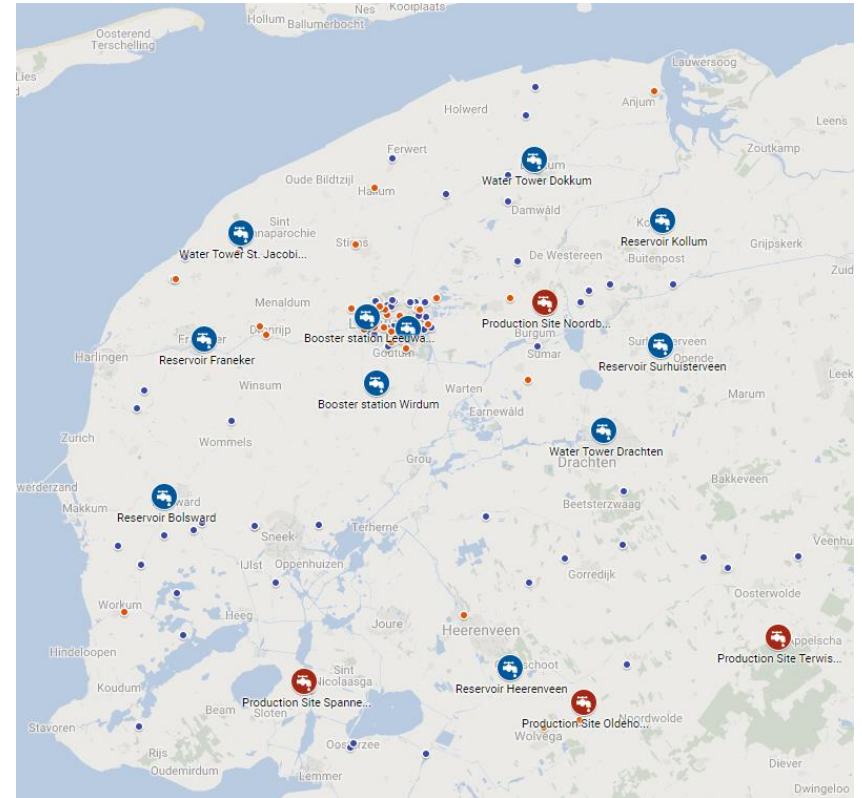 Nes
Kooiplaats
Hollum
Ballumerbocht
Oosterend
Terschelling
Lies
Lauwersoog
Anjum
Holwerd
Leens
Ferwert
Zoutkamp
Water Tower Dokkum
Oude Bildtzijl
Hallum
Damwâld
Sint
Water Tower St. Jacobi...
Reservoir Kollum
Grijpskerk
De Westereen
Buitenpost
Zuid
Menaldum
Production Site Noordb...
Burgum
Booster station Leeuwa...
Sumar
Goutum
Reservoir Franeker
Reservoir Surhuisterveen
Opende
Harlingen
Winsum
Warten
Leek
Booster station Wirdum
Marum
Earnewâld
Zurich
Wommels
Water Tower Drachten
Drachten
Grou
Bakkeveen
werderzand
Makkum
Reservoir Bolsward
Beetsterzwaag
Terherne
Sneek
Veenhu
IJlst
Oppenhuizen
Gorredijk
Oosterwolde
Workum
Heeg
Joure
Heerenveen
Appelscha
Hindeloopen
Production Site Terwis...
Sint
Nicolaasga
Reservoir Heerenveen
Koudum
Production Site Spanne...
Beam
Sloten
Production Site Oldeho...
Noordwolde
Stavoren
Wolvega
Rijs
Oudemirdum
Lemmer
Diever
Dwingeloo